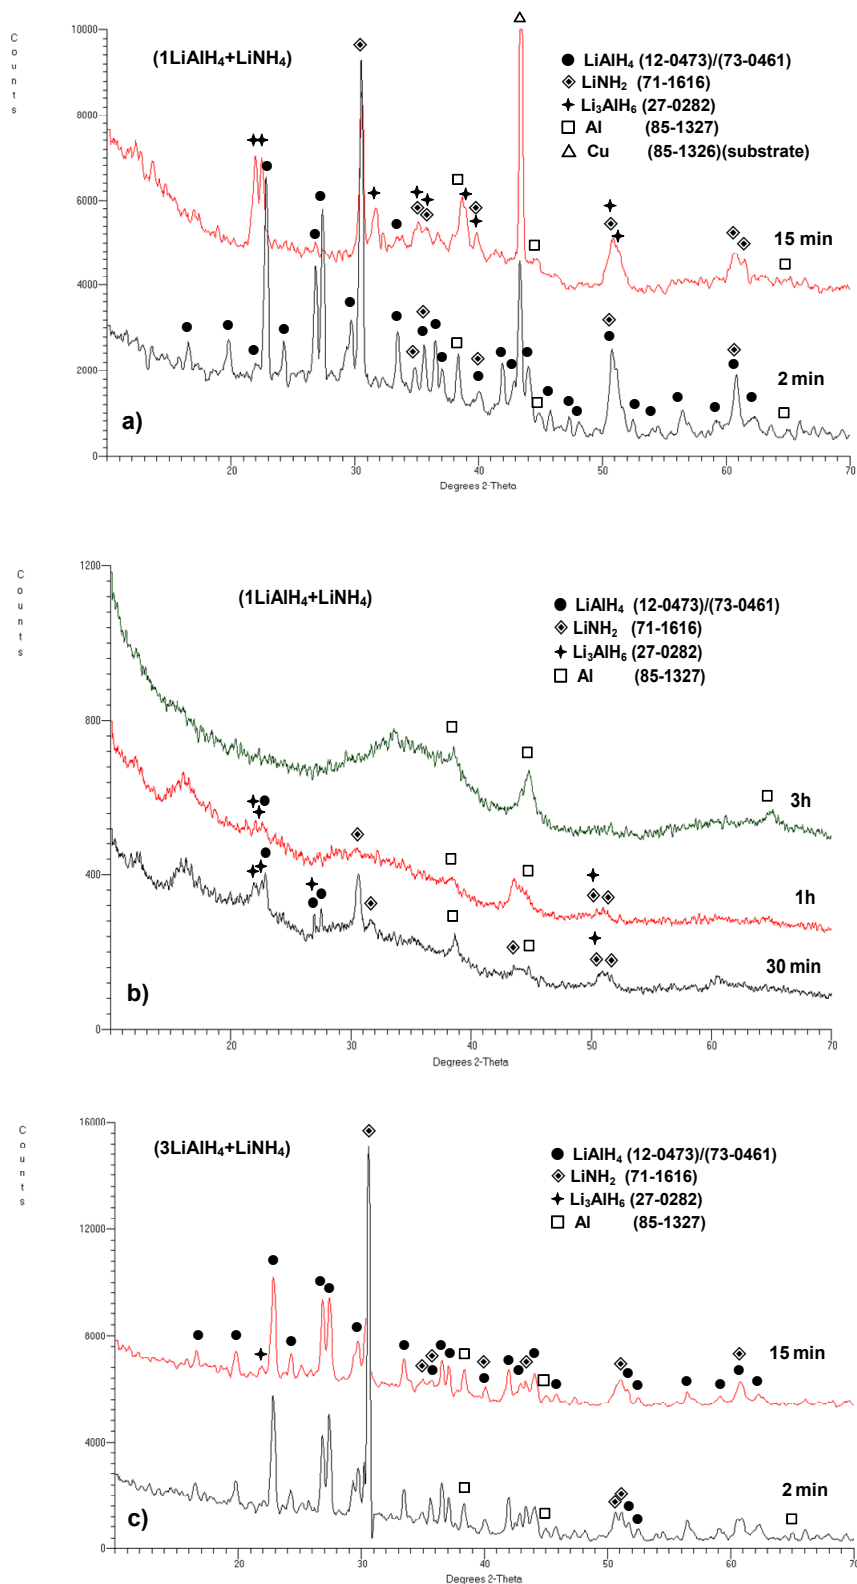 Counts
10000
8000
6000
4000
2000
0
(1LiAlH₄+LiNH₄)
LiAlH₄ (12-0473)/(73-0461)
LiNH₂ (71-1616)
Li₃AlH₆ (27-0282)
Al (85-1327)
Cu (85-1326)(substrate)
15 min
2 min
a)
20 30 40 50 60 70
Degrees 2-Theta
Counts
1200
800
400
0
(1LiAlH₄+LiNH₄)
LiAlH₄ (12-0473)/(73-0461)
LiNH₂ (71-1616)
Li₃AlH₆ (27-0282)
Al (85-1327)
3h
1h
30 min
b)
20 30 40 50 60 70
Degrees 2-Theta
Counts
16000
12000
8000
4000
0
(3LiAlH₄+LiNH₄)
LiAlH₄ (12-0473)/(73-0461)
LiNH₂ (71-1616)
Li₃AlH₆ (27-0282)
Al (85-1327)
15 min
2 min
c)
20 30 40 50 60 70
Degrees 2-Theta